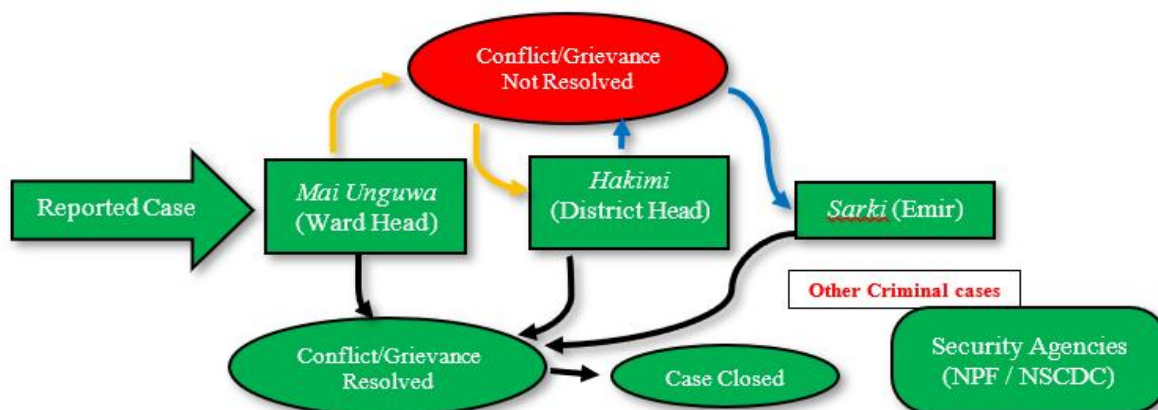 Conflict/Grievance
Not Resolved
Reported Case
Mai Unguwa
(Ward Head)
Hakimi
(District Head)
Sarki (Emir)
Other Criminal cases
Conflict/Grievance
Resolved
Case Closed
Security Agencies
(NPF / NSCDC)